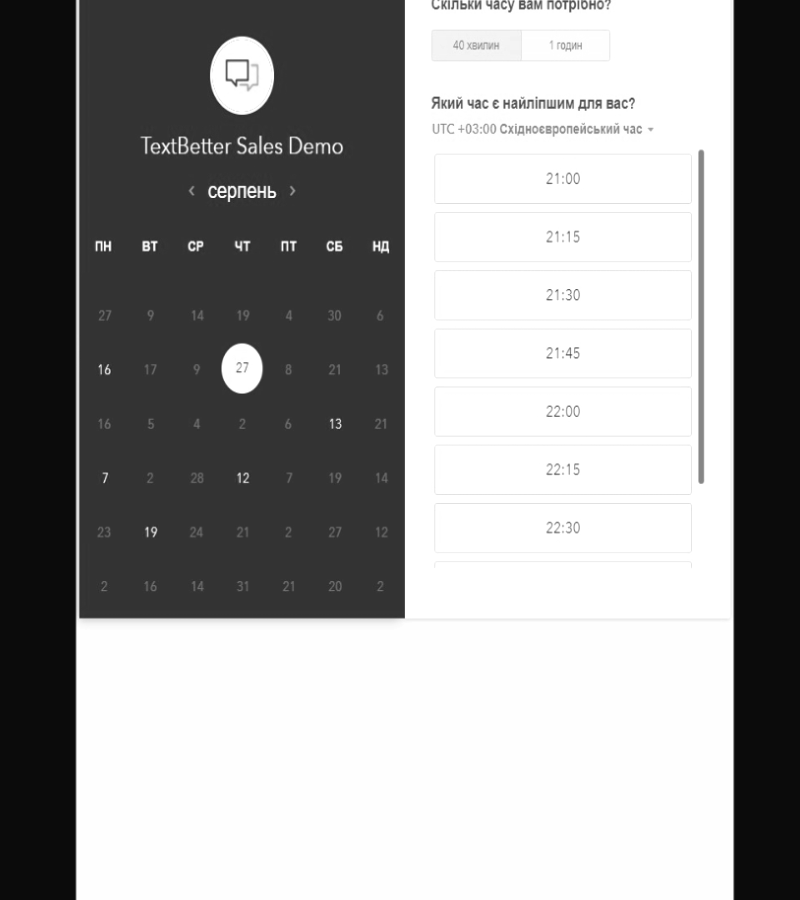 TextBetter Sales Demo
‹ серпень ›
ПН ВТ СР ЧТ ПТ СБ НД
27 9 14 19 4 30 6
16 17 9 27 8 21 13
16 5 4 2 6 13 21
7 2 28 12 7 19 14
23 19 24 21 2 27 12
2 16 14 31 21 20 2
Скільки часу вам потрібно?
40 хвилин 1 годин
Який час є найліпшим для вас?
UTC +03:00 Східноєвропейський час
21:00
21:15
21:30
21:45
22:00
22:15
22:30